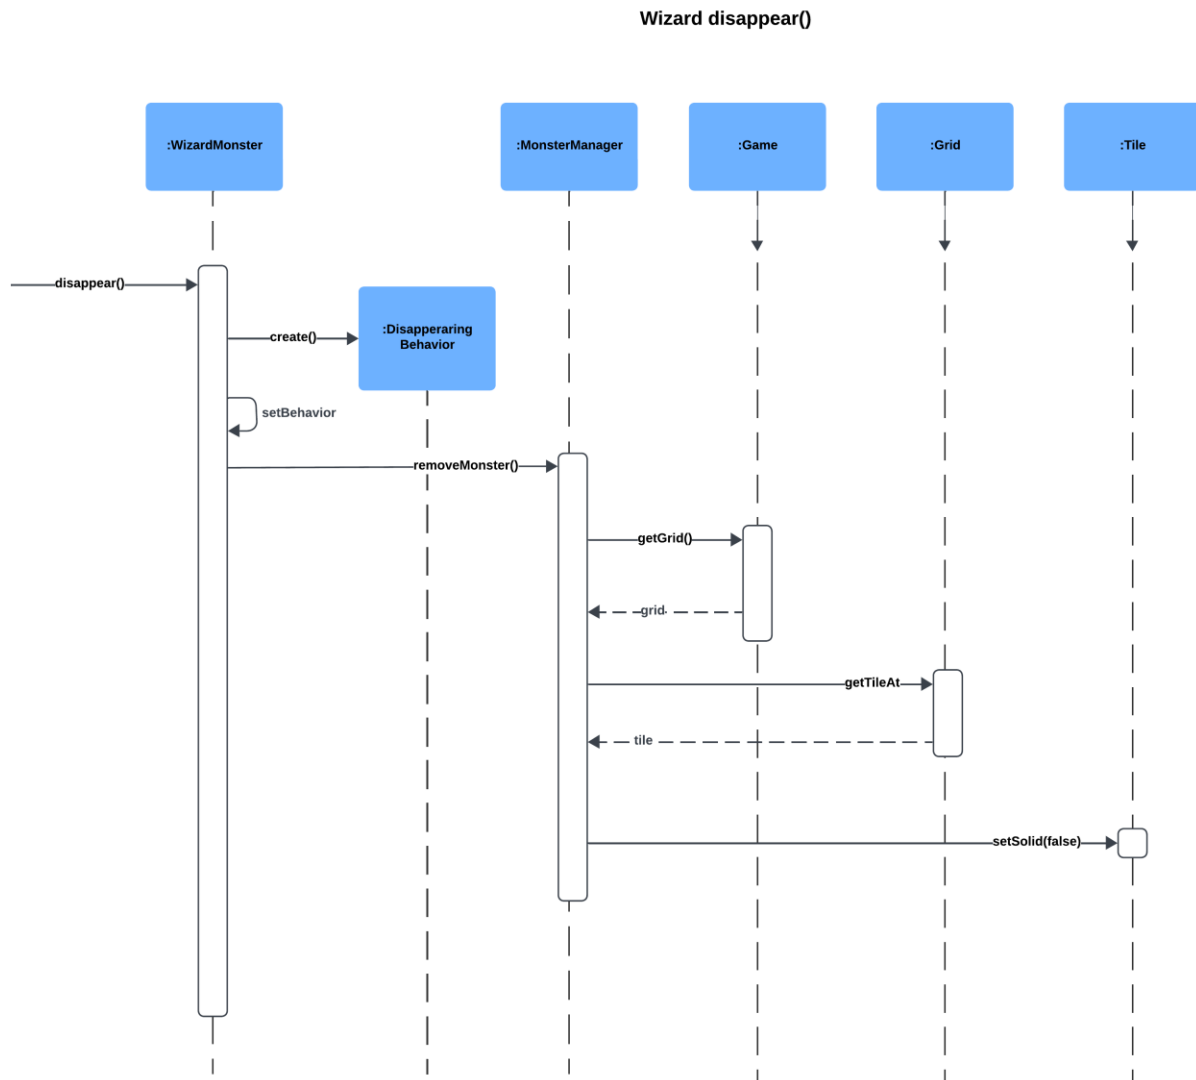 Wizard disappear()
:WizardMonster
:MonsterManager
:Game
:Grid
:Tile
disappear()
:Disapperaring
Behavior
create()
setBehavior
removeMonster()
getGrid()
grid
getTileAt
tile
setSolid(false)